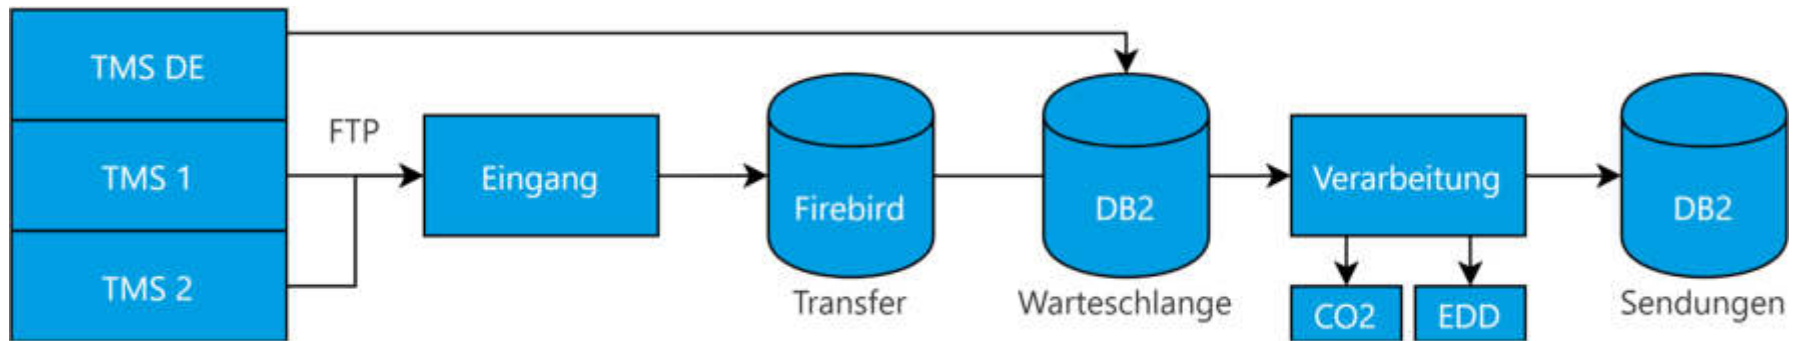 TMS DE
TMS 1
TMS 2
FTP
Eingang
Firebird
Transfer
DB2
Warteschlange
Verarbeitung
CO2
EDD
DB2
Sendungen